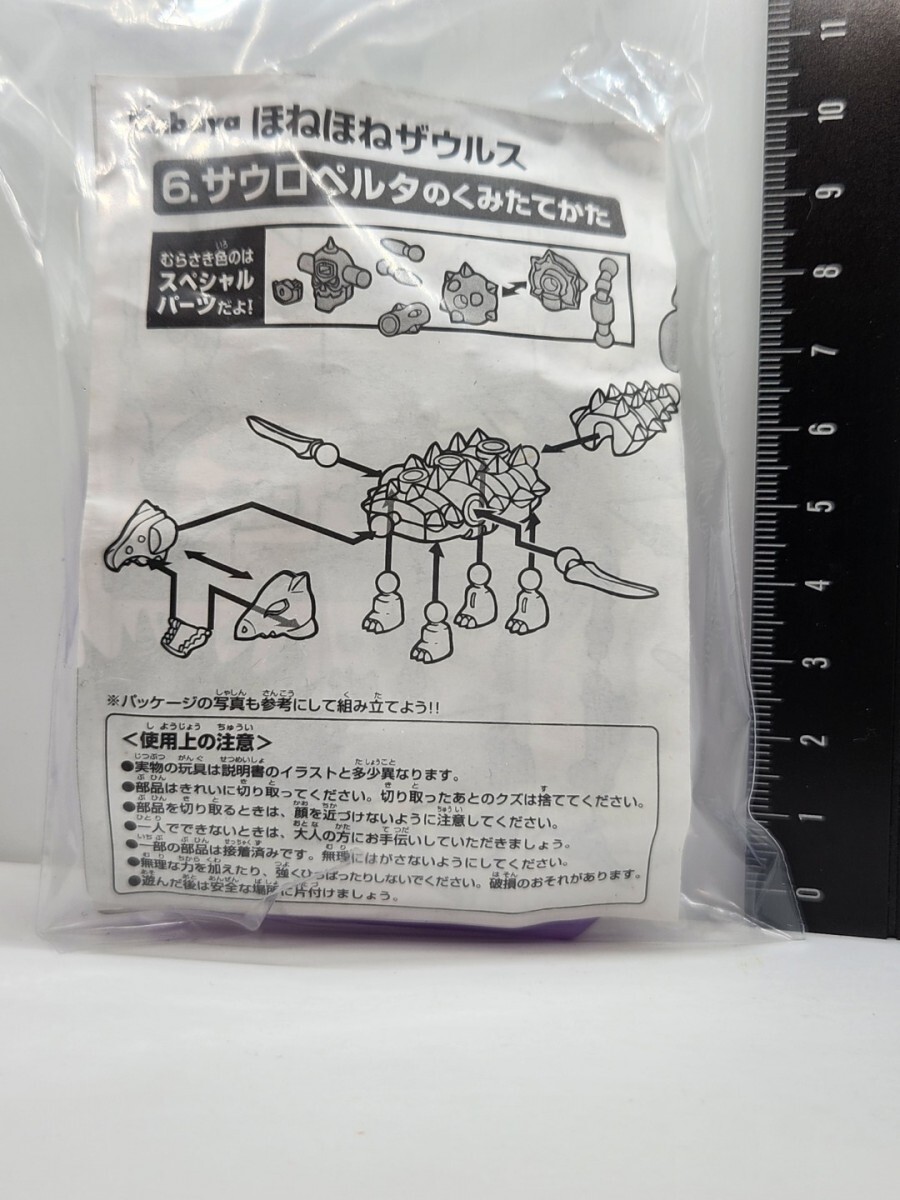 Kabaya ほねほねザウルス
6.サウロペルタのくみたてかた
むらさき色のは
スペシャル
パーツだよ!
※パッケージの写真も参考にして組み立てよう!!
<使用上の注意>
●実物の玩具は説明書のイラストと多少異なります。
●部品はきれいに切り取ってください。切り取ったあとのクズは捨ててください。
●部品を切り取るときは、顔を近づけないように注意してください。
●一人でできないときは、大人の方にお手伝いしていただきましょう。
●一部の部品は接着済みです。無理にはがさないようにしてください。
●無理な力を加えたり、強くひっぱったりしないでください。破損のおそれがあります。
●遊んだ後は安全な場所に片付けましょう。
11
10
9
8
7
6
5
4
3
2
1
0